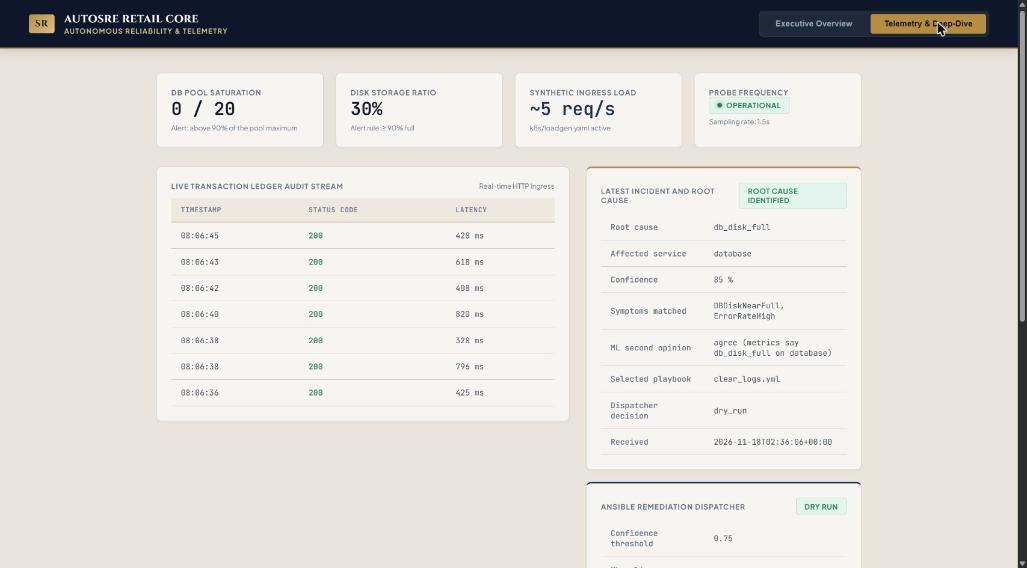 SR
AUTOSRE RETAIL CORE
AUTONOMOUS RELIABILITY & TELEMETRY
Executive Overview
Telemetry & Deep-Dive
DB POOL SATURATION
0 / 20
Alert: above 90% of the pool maximum
DISK STORAGE RATIO
30%
Alert rule: ≥ 90% full
SYNTHETIC INGRESS LOAD
~5 req/s
k8s/loadgen.yaml active
PROBE FREQUENCY
OPERATIONAL
Sampling rate: 1.5s
LIVE TRANSACTION LEDGER AUDIT STREAM
Real-time HTTP Ingress
TIMESTAMP STATUS CODE LATENCY
08:06:45 200 428 ms
08:06:43 200 618 ms
08:06:42 200 408 ms
08:06:40 200 820 ms
08:06:38 200 328 ms
08:06:38 200 796 ms
08:06:36 200 425 ms
LATEST INCIDENT AND ROOT
CAUSE
ROOT CAUSE
IDENTIFIED
Root cause db_disk_full
Affected service database
Confidence 85 %
Symptoms matched DBDiskNearFull,
ErrorRateHigh
ML second opinion agree (metrics say
db_disk_full on database)
Selected playbook clear_logs.yml
Dispatcher
decision dry_run
Received 2026-11-18T02:36:06+00:00
ANSIBLE REMEDIATION DISPATCHER
DRY RUN
Confidence
threshold 0.75